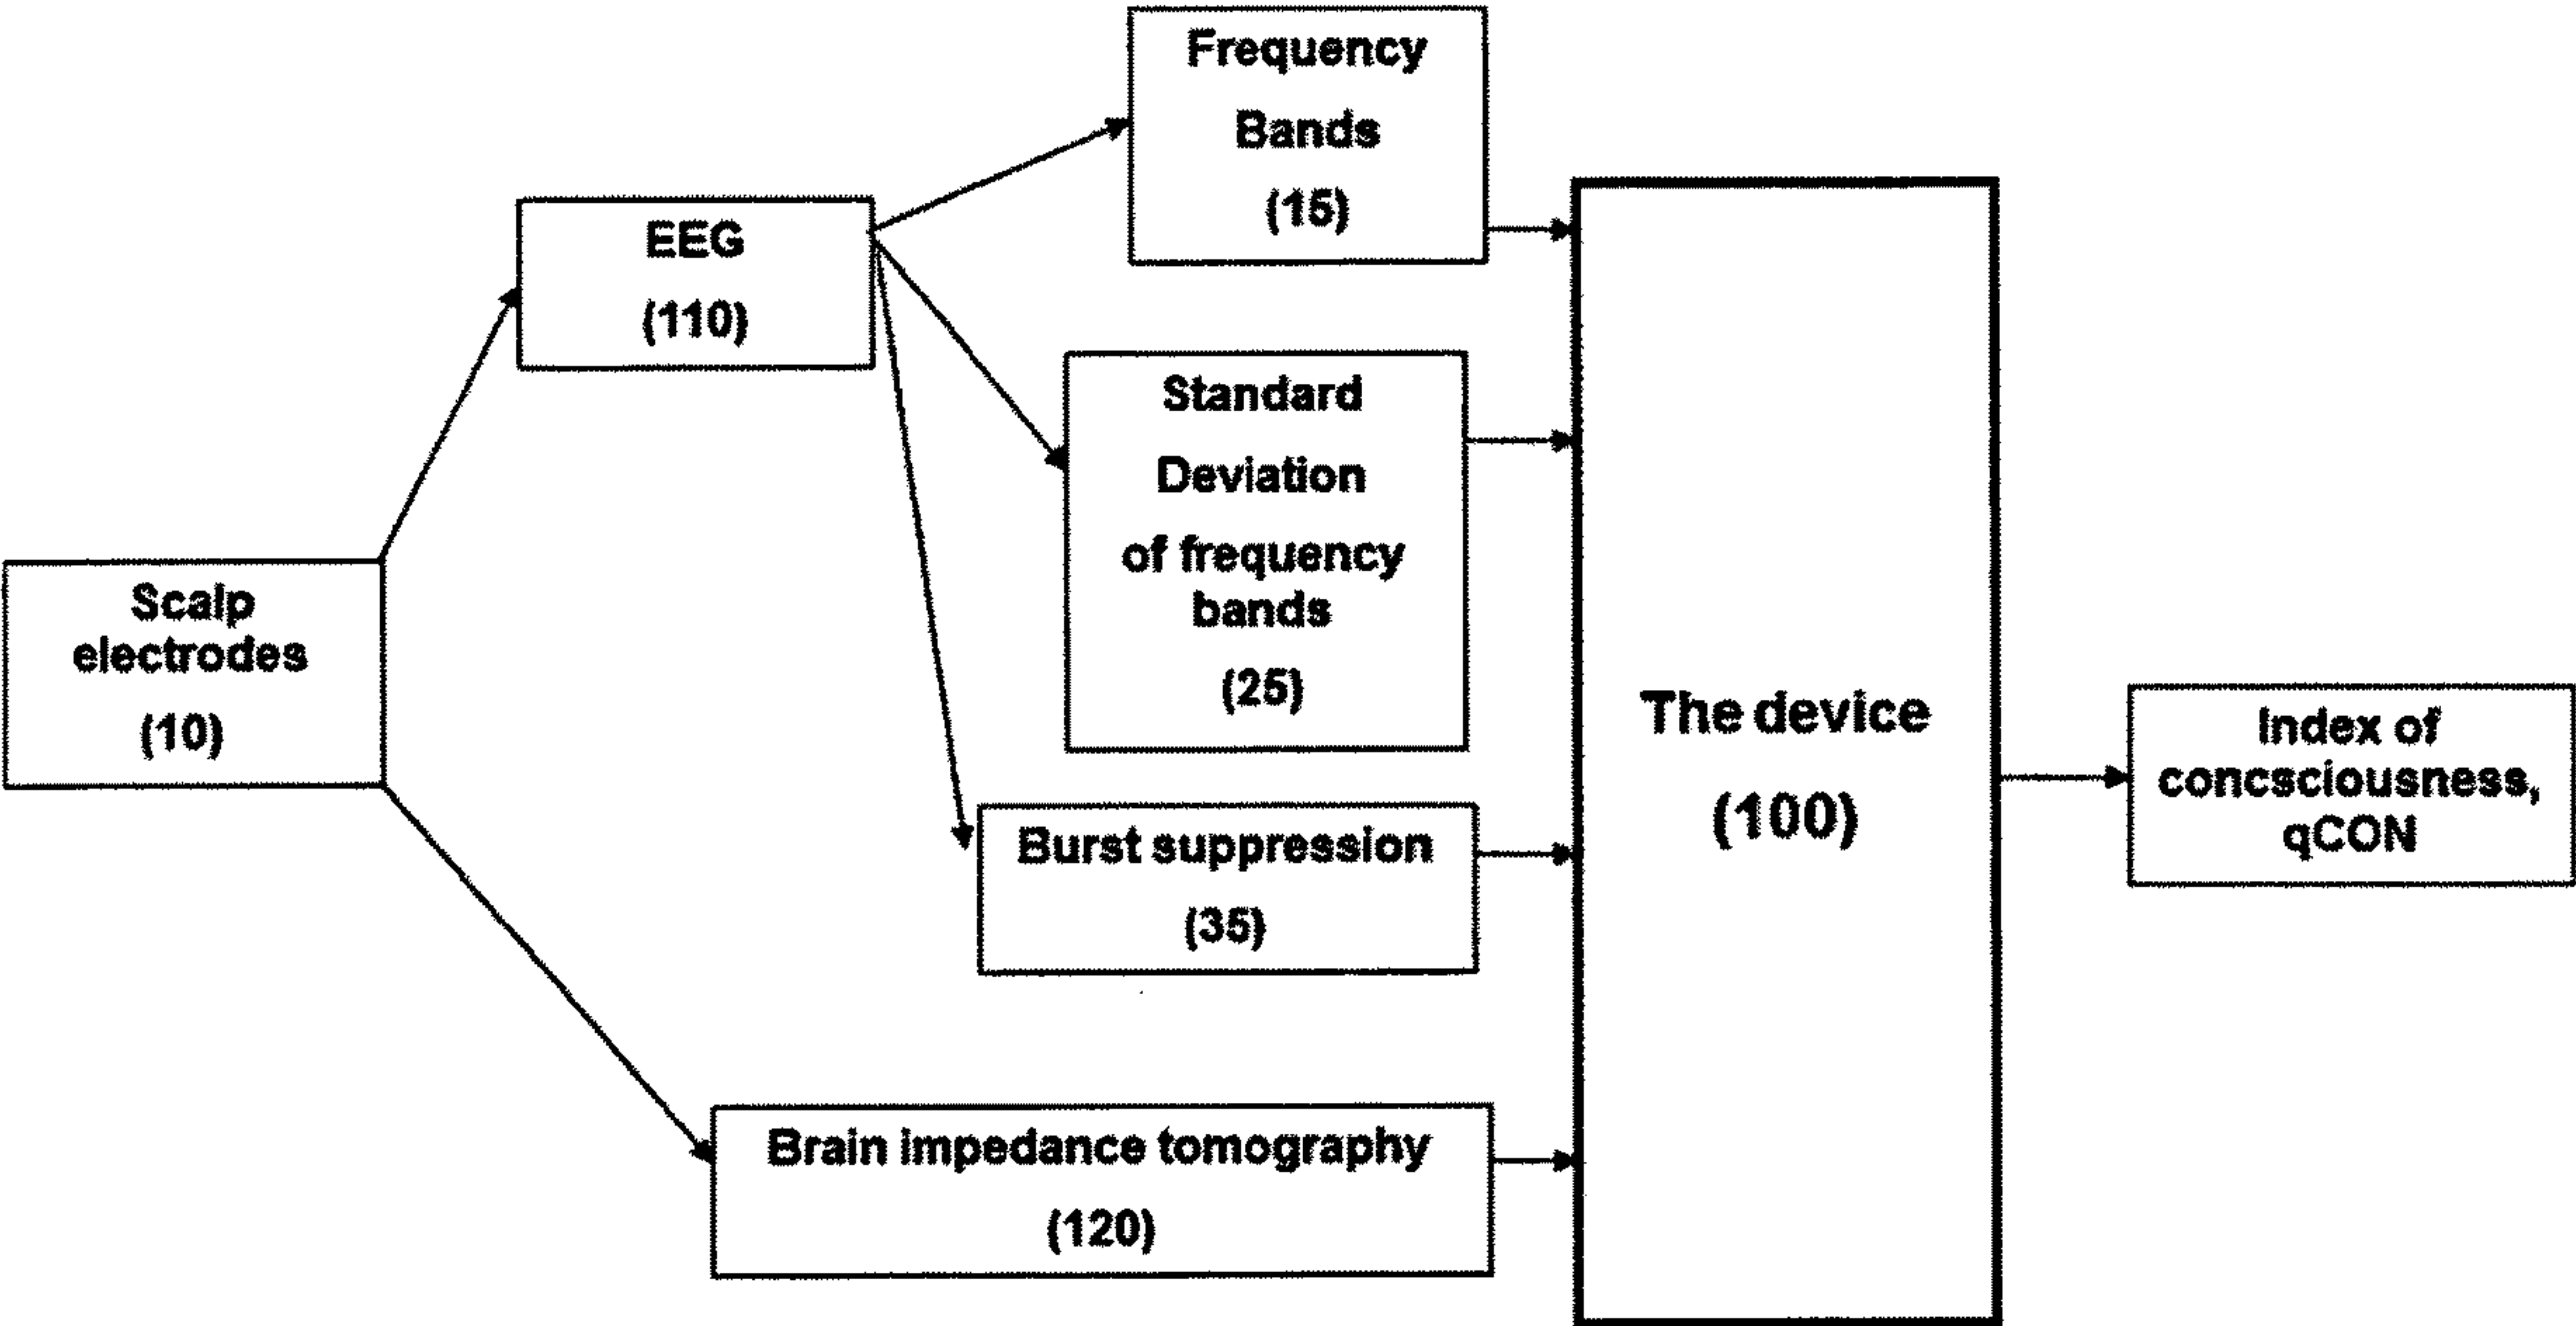 Frequency
Bands
(15)
EEG
(110)
Standard
Deviation
of frequency
bands
(25)
Scalp
electrodes
(10)
The device
(100)
Index of
concsciousness,
qCON
Burst suppression
(35)
Brain impedance tomography
(120)